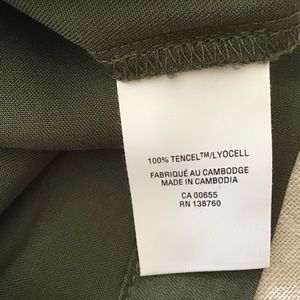 100% TENCEL™/LYOCELL
FABRIQUÉ AU CAMBODGE
MADE IN CAMBODIA
CA 00655
RN 138760